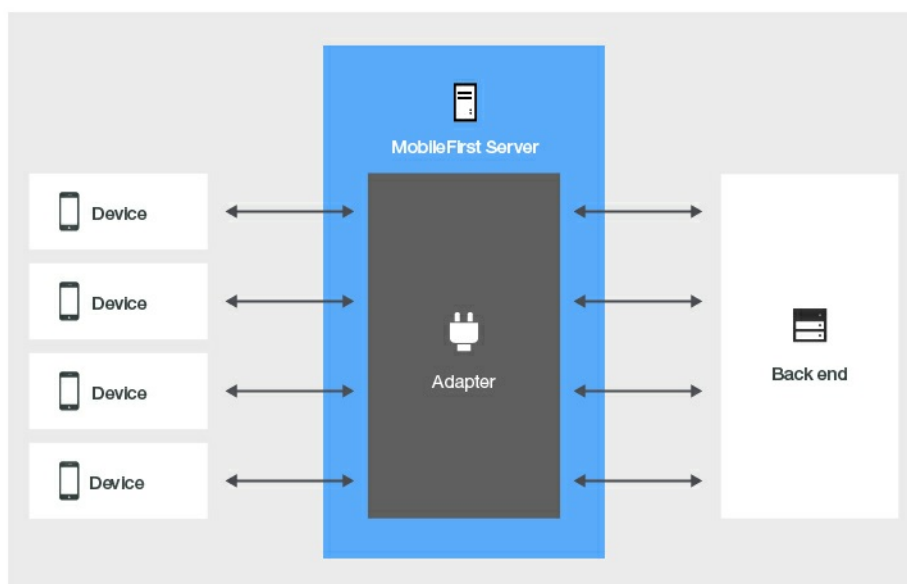 MobileFirst Server
Device
Device
Device
Device
Adapter
Back end